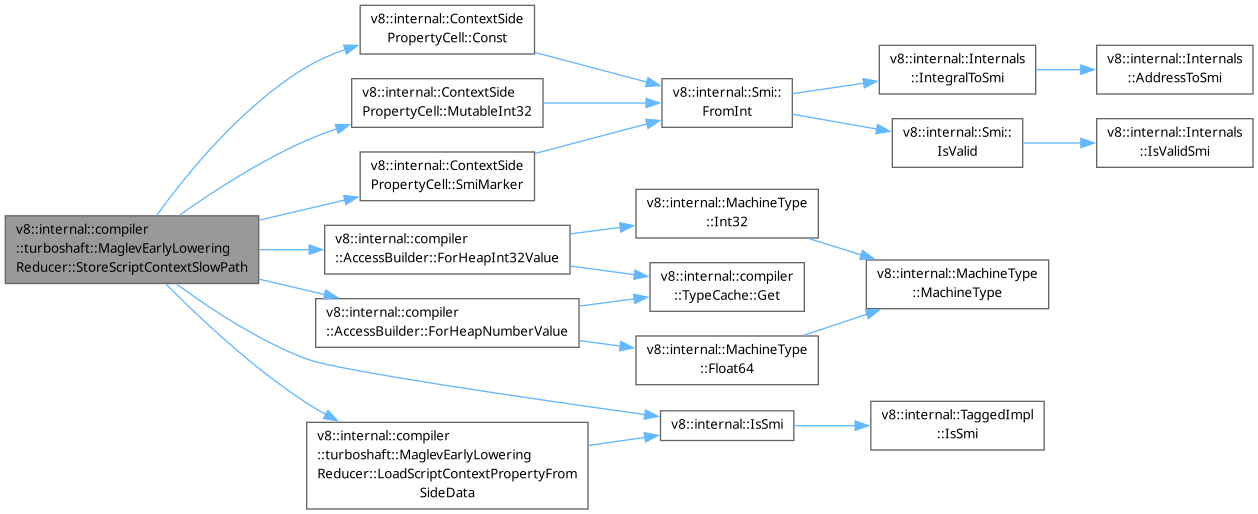 v8::internal::compiler
::turboshaft::MaglevEarlyLowering
Reducer::StoreScriptContextSlowPath
v8::internal::ContextSide
PropertyCell::Const
v8::internal::ContextSide
PropertyCell::MutableInt32
v8::internal::ContextSide
PropertyCell::SmiMarker
v8::internal::compiler
::AccessBuilder::ForHeapInt32Value
v8::internal::compiler
::AccessBuilder::ForHeapNumberValue
v8::internal::compiler
::turboshaft::MaglevEarlyLowering
Reducer::LoadScriptContextPropertyFrom
SideData
v8::internal::Smi::
FromInt
v8::internal::MachineType
::Int32
v8::internal::compiler
::TypeCache::Get
v8::internal::MachineType
::Float64
v8::internal::IsSmi
v8::internal::Internals
::IntegralToSmi
v8::internal::Smi::
IsValid
v8::internal::MachineType
::MachineType
v8::internal::TaggedImpl
::IsSmi
v8::internal::Internals
::AddressToSmi
v8::internal::Internals
::IsValidSmi